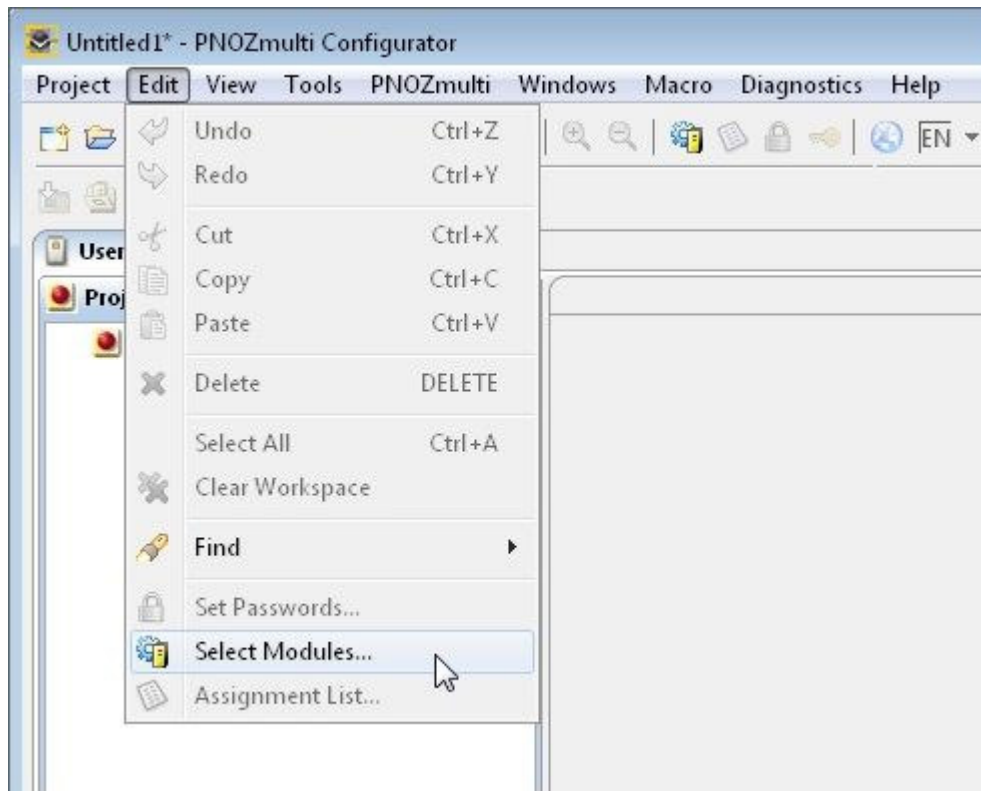 Untitled1* - PNOZmulti Configurator
Project Edit View Tools PNOZmulti Windows Macro Diagnostics Help
EN
Undo Ctrl+Z
Redo Ctrl+Y
Cut Ctrl+X
Copy Ctrl+C
Paste Ctrl+V
Delete DELETE
Select All Ctrl+A
Clear Workspace
Find
Set Passwords...
Select Modules...
Assignment List...
User
Proj